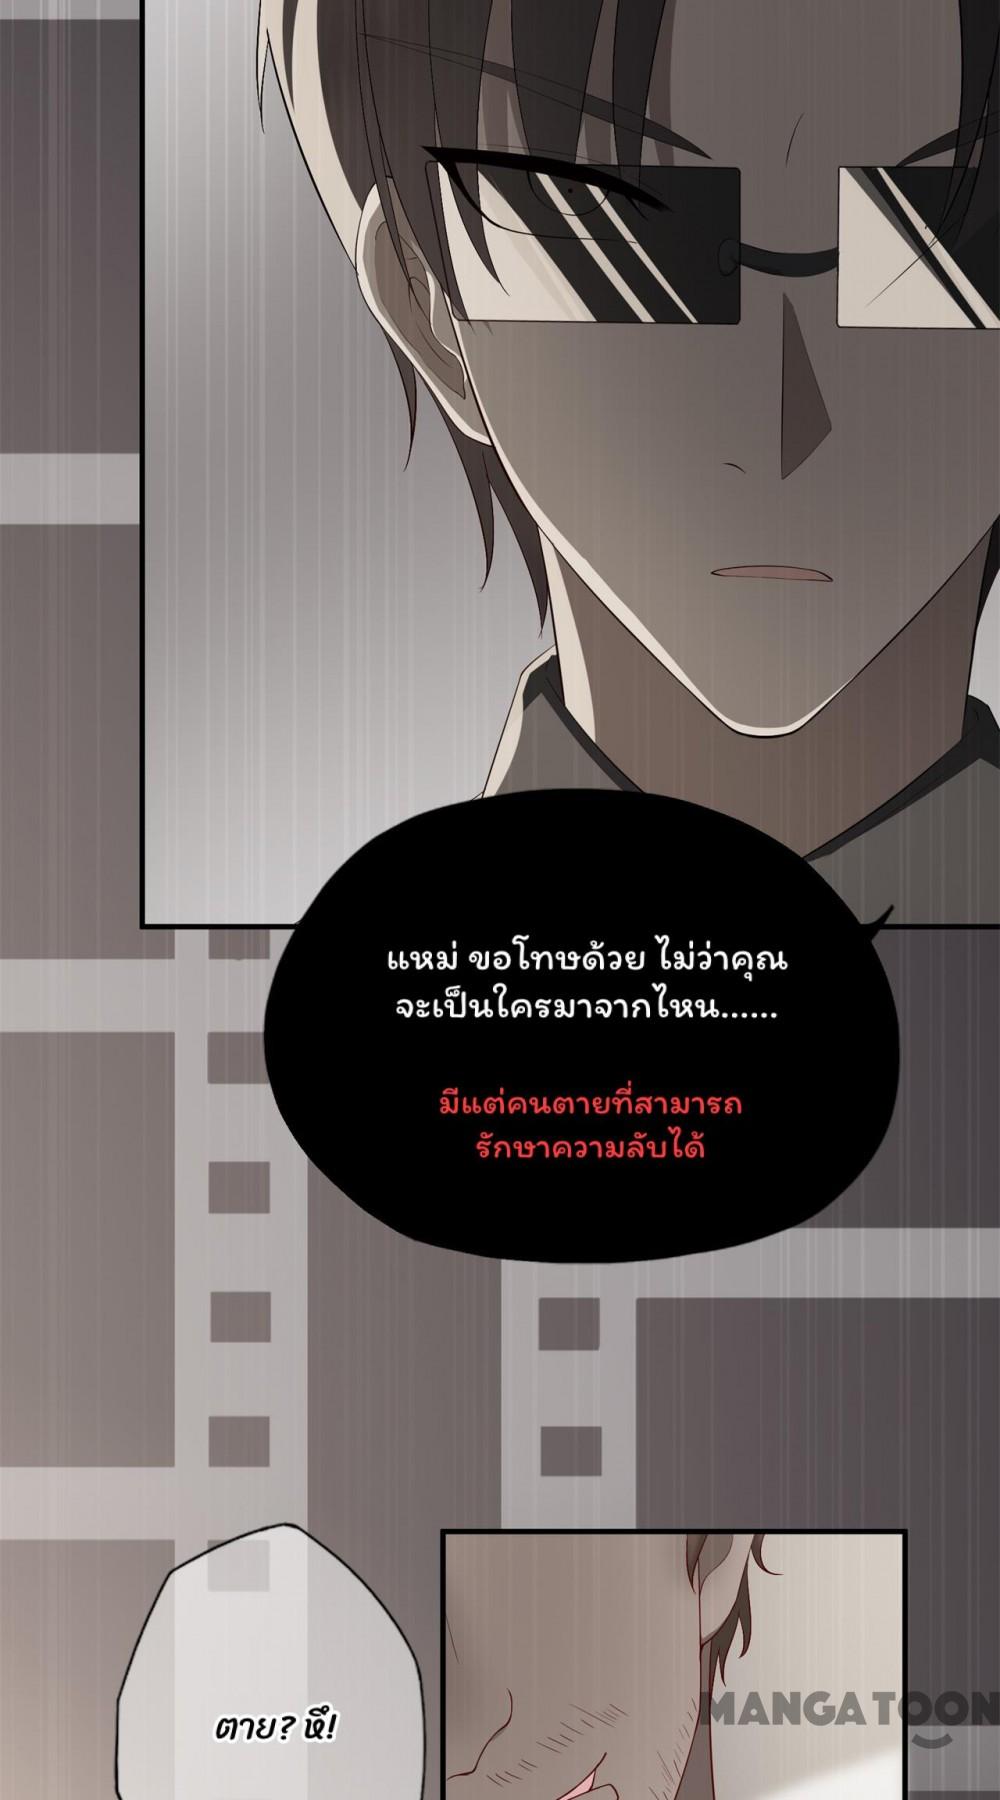 แหม่ ขอโทษด้วย ไม่ว่าคุณ
จะเป็นใครมาจากไหน......
มีแต่คนตายที่สามารถ
รักษาความลับได้
ตาย? หึ!
MANGATOON